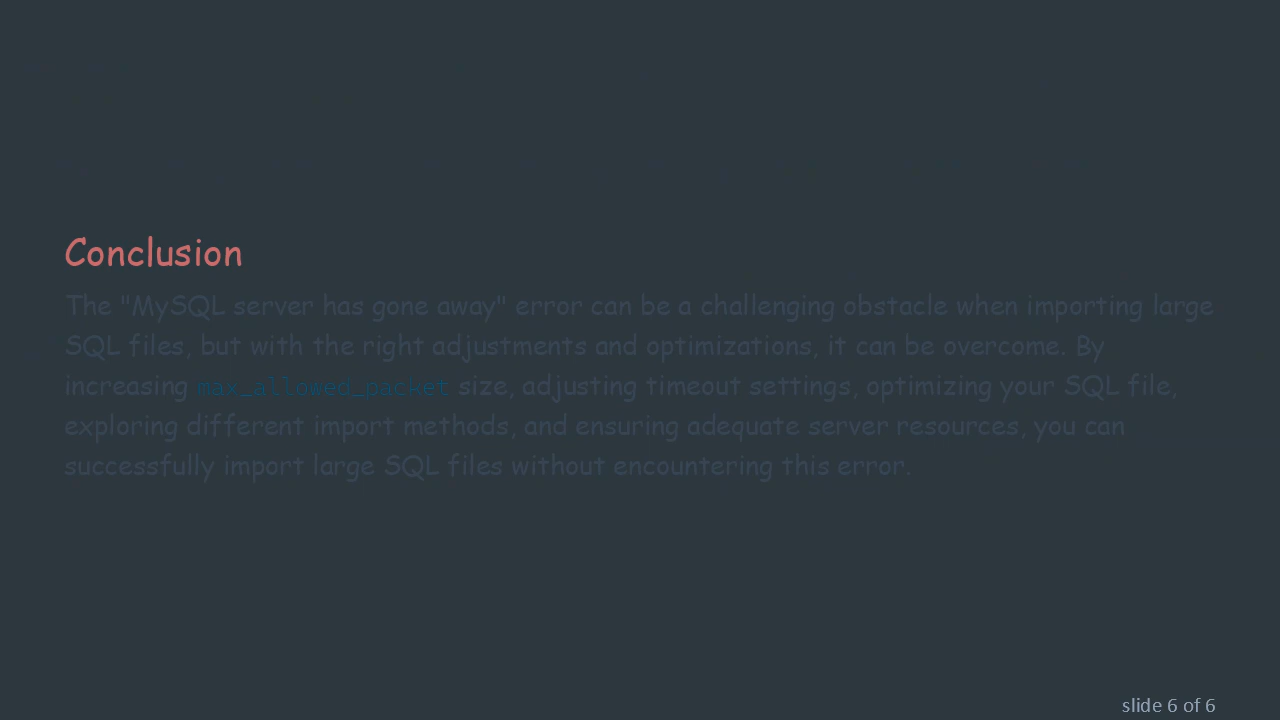 Conclusion
The "MySQL server has gone away" error can be a challenging obstacle when importing large
SQL files, but with the right adjustments and optimizations, it can be overcome. By
increasing max_allowed_packet size, adjusting timeout settings, optimizing your SQL file,
exploring different import methods, and ensuring adequate server resources, you can
successfully import large SQL files without encountering this error.
slide 6 of 6